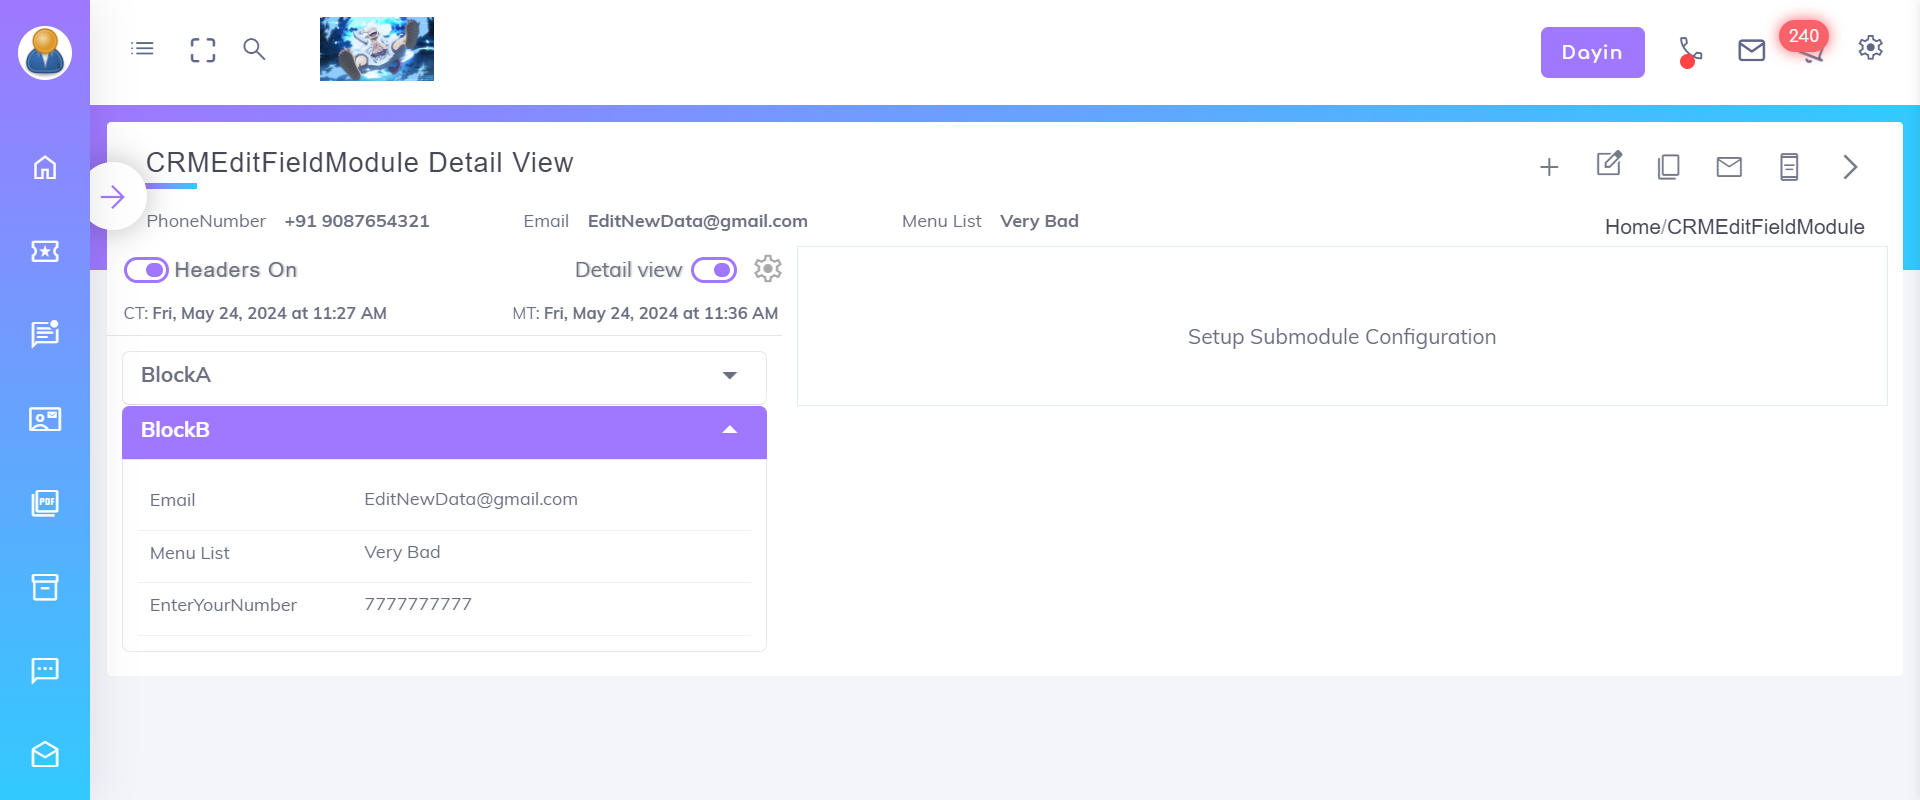 Dayin
240
CRMEditFieldModule Detail View
PhoneNumber +91 9087654321 Email EditNewData@gmail.com Menu List Very Bad
Home/CRMEditFieldModule
Headers On Detail view
CT: Fri, May 24, 2024 at 11:27 AM MT: Fri, May 24, 2024 at 11:36 AM
Setup Submodule Configuration
BlockA
BlockB
Email EditNewData@gmail.com
Menu List Very Bad
EnterYourNumber 7777777777
PDF